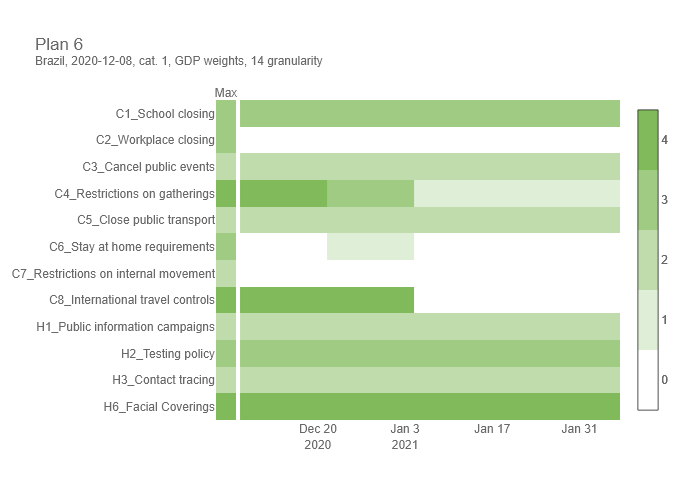 Plan 6
Brazil, 2020-12-08, cat. 1, GDP weights, 14 granularity
Max
C1_School closing
C2_Workplace closing
C3_Cancel public events
C4_Restrictions on gatherings
C5_Close public transport
C6_Stay at home requirements
C7_Restrictions on internal movement
C8_International travel controls
H1_Public information campaigns
H2_Testing policy
H3_Contact tracing
H6_Facial Coverings
Dec 20 Jan 3 Jan 17 Jan 31
2020 2021
4
3
2
1
0